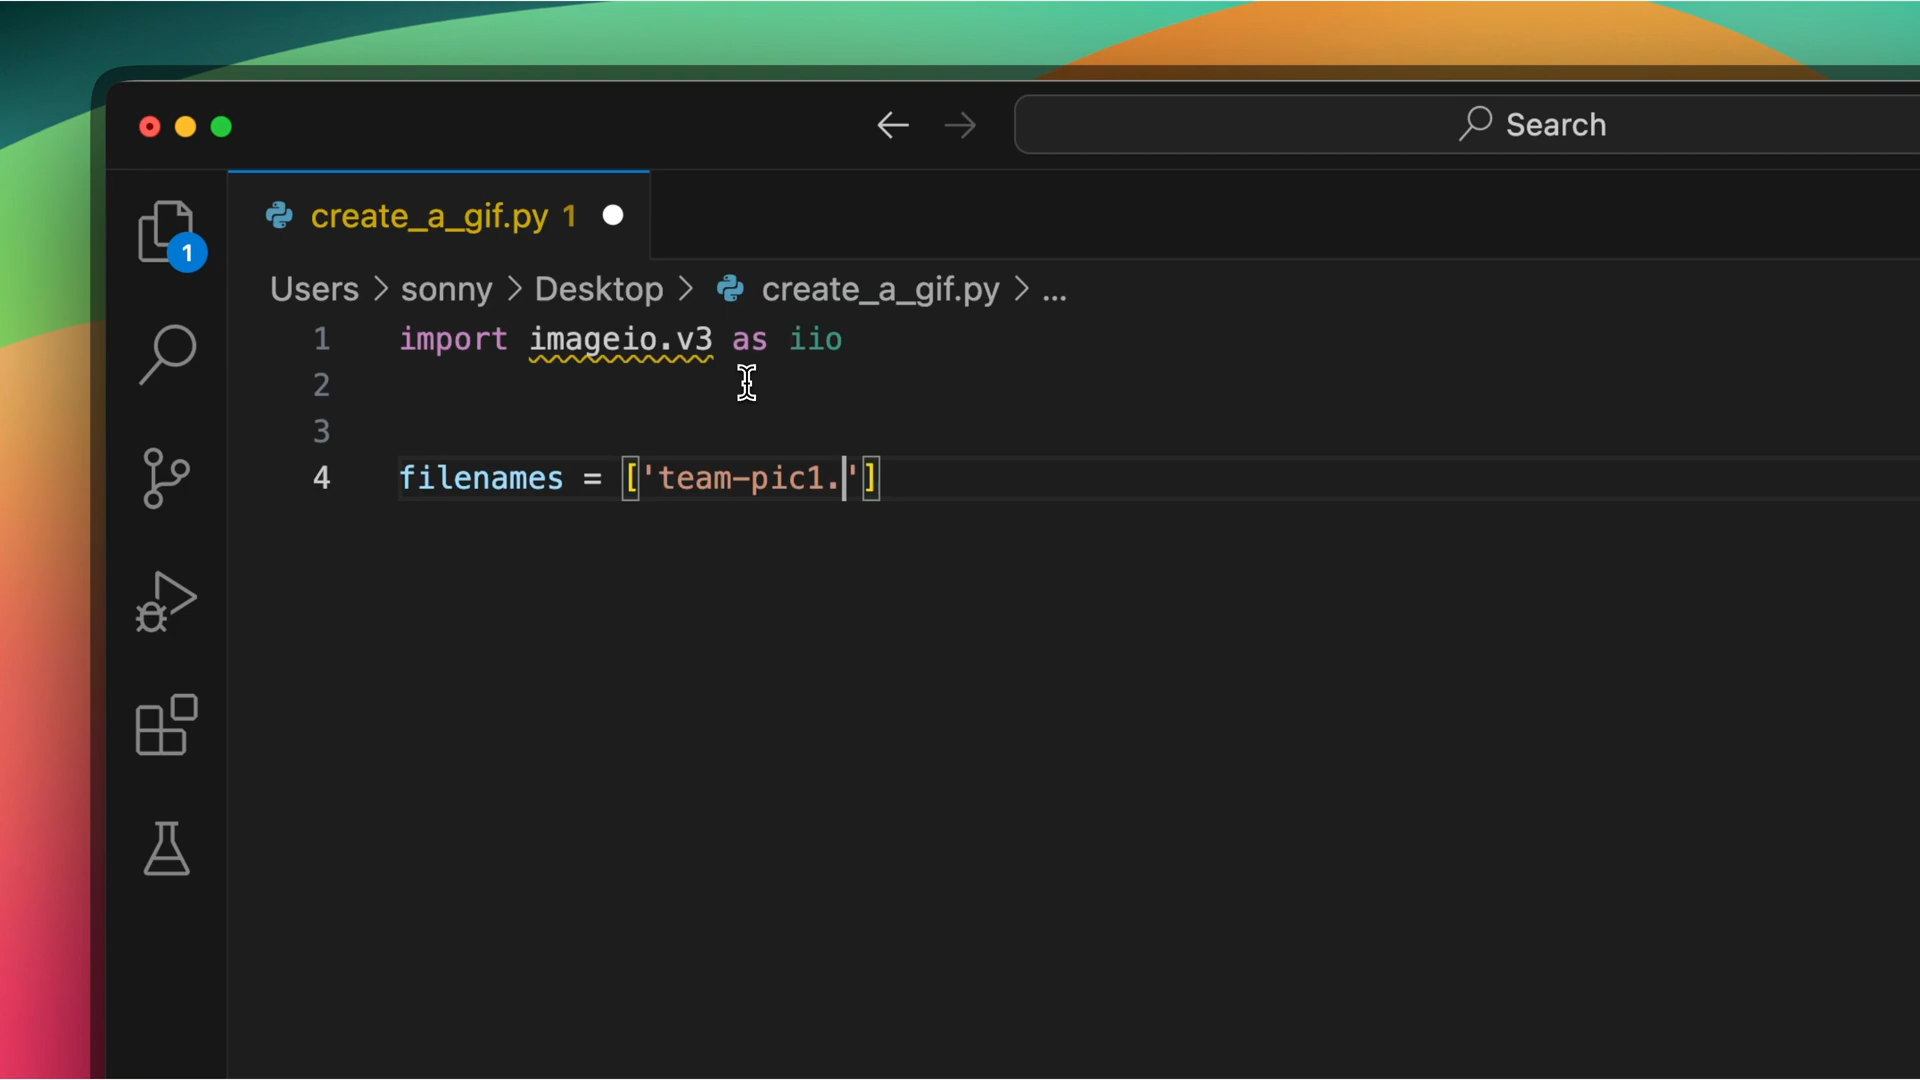 Search
create_a_gif.py 1
1
Users > sonny > Desktop > create_a_gif.py > ...
1 import imageio.v3 as iio
2
3
4 filenames = ['team-pic1.']